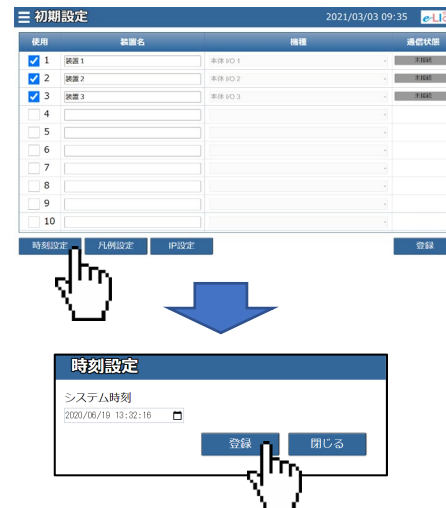 初期設定 2021/03/03 09:35
使用 装置名 機種 通信状態
1 装置1 本体 I/O 1 未接続
2 装置2 本体 I/O 2 未接続
3 装置3 本体 I/O 3 未接続
4
5
6
7
8
9
10
時刻設定 凡例設定 IP設定 登録
時刻設定
システム時刻
2020/06/19 13:32:16
登録 閉じる